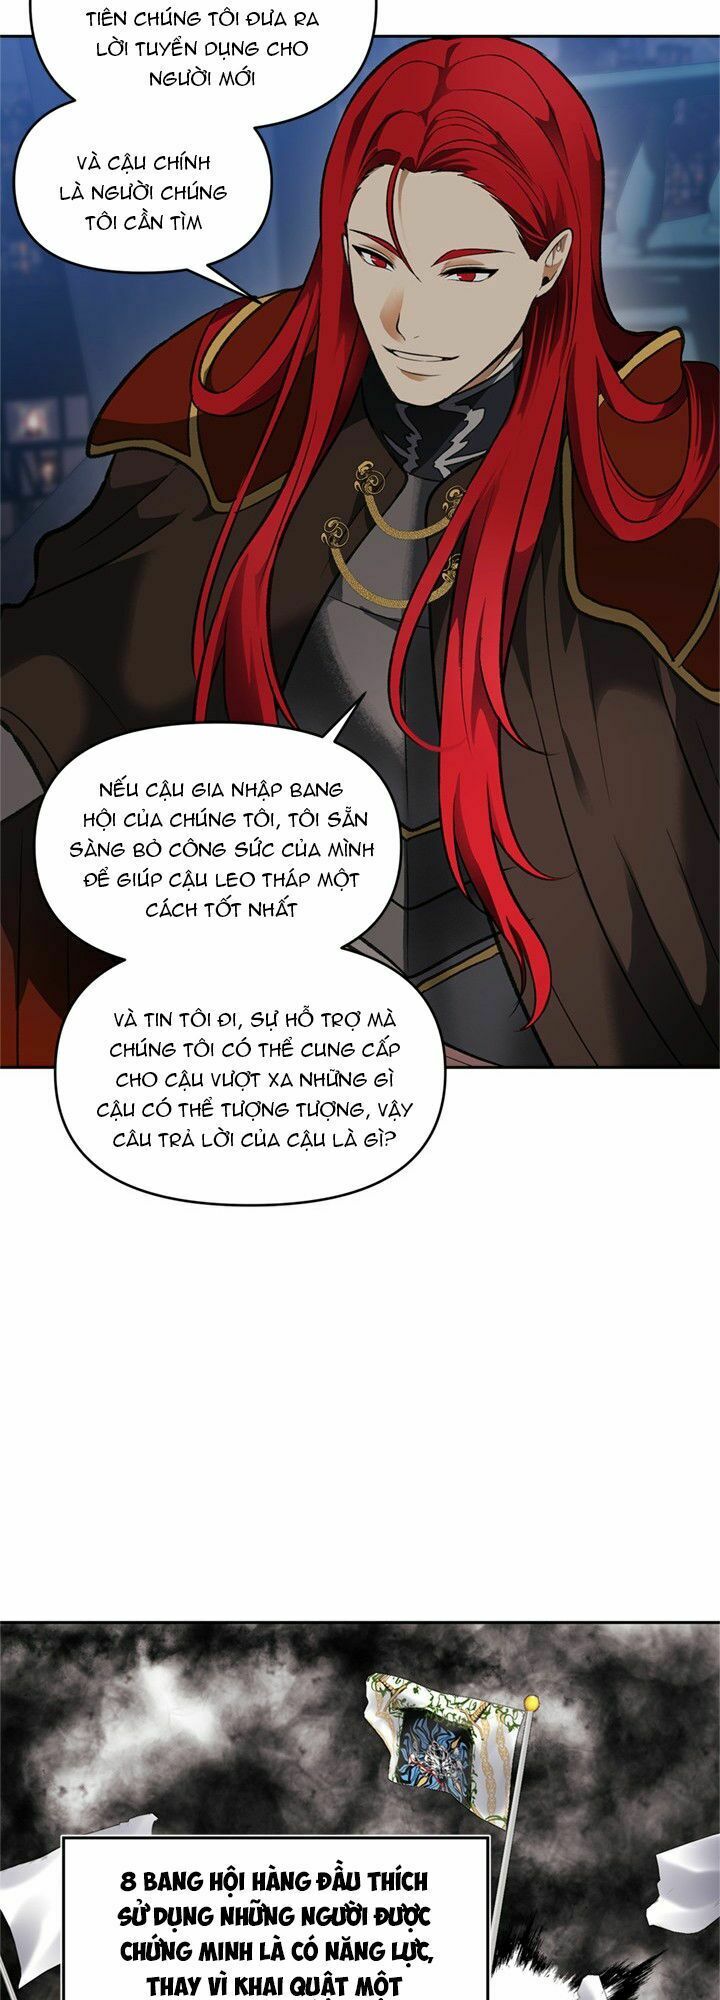 TIÊN CHÚNG TÔI ĐƯA RA
LỜI TUYỂN DỤNG CHO
NGƯỜI MỚI
VÀ CẬU CHÍNH
LÀ NGƯỜI CHÚNG
TÔI CẦN TÌM
NẾU CẬU GIA NHẬP BANG
HỘI CỦA CHÚNG TÔI, TÔI SẴN
SÀNG BỎ CÔNG SỨC CỦA MÌNH
ĐỂ GIÚP CẬU LEO THÁP MỘT
CÁCH TỐT NHẤT
VÀ TIN TÔI ĐI, SỰ HỖ TRỢ MÀ
CHÚNG TÔI CÓ THỂ CUNG CẤP
CHO CẬU VƯỢT XA NHỮNG GÌ
CẬU CÓ THỂ TƯỢNG TƯỢNG, VẬY
CÂU TRẢ LỜI CỦA CẬU LÀ GÌ?
8 BANG HỘI HÀNG ĐẦU THÍCH
SỬ DỤNG NHỮNG NGƯỜI ĐƯỢC
CHỨNG MINH LÀ CÓ NĂNG LỰC,
THAY VÌ KHAI QUẬT MỘT